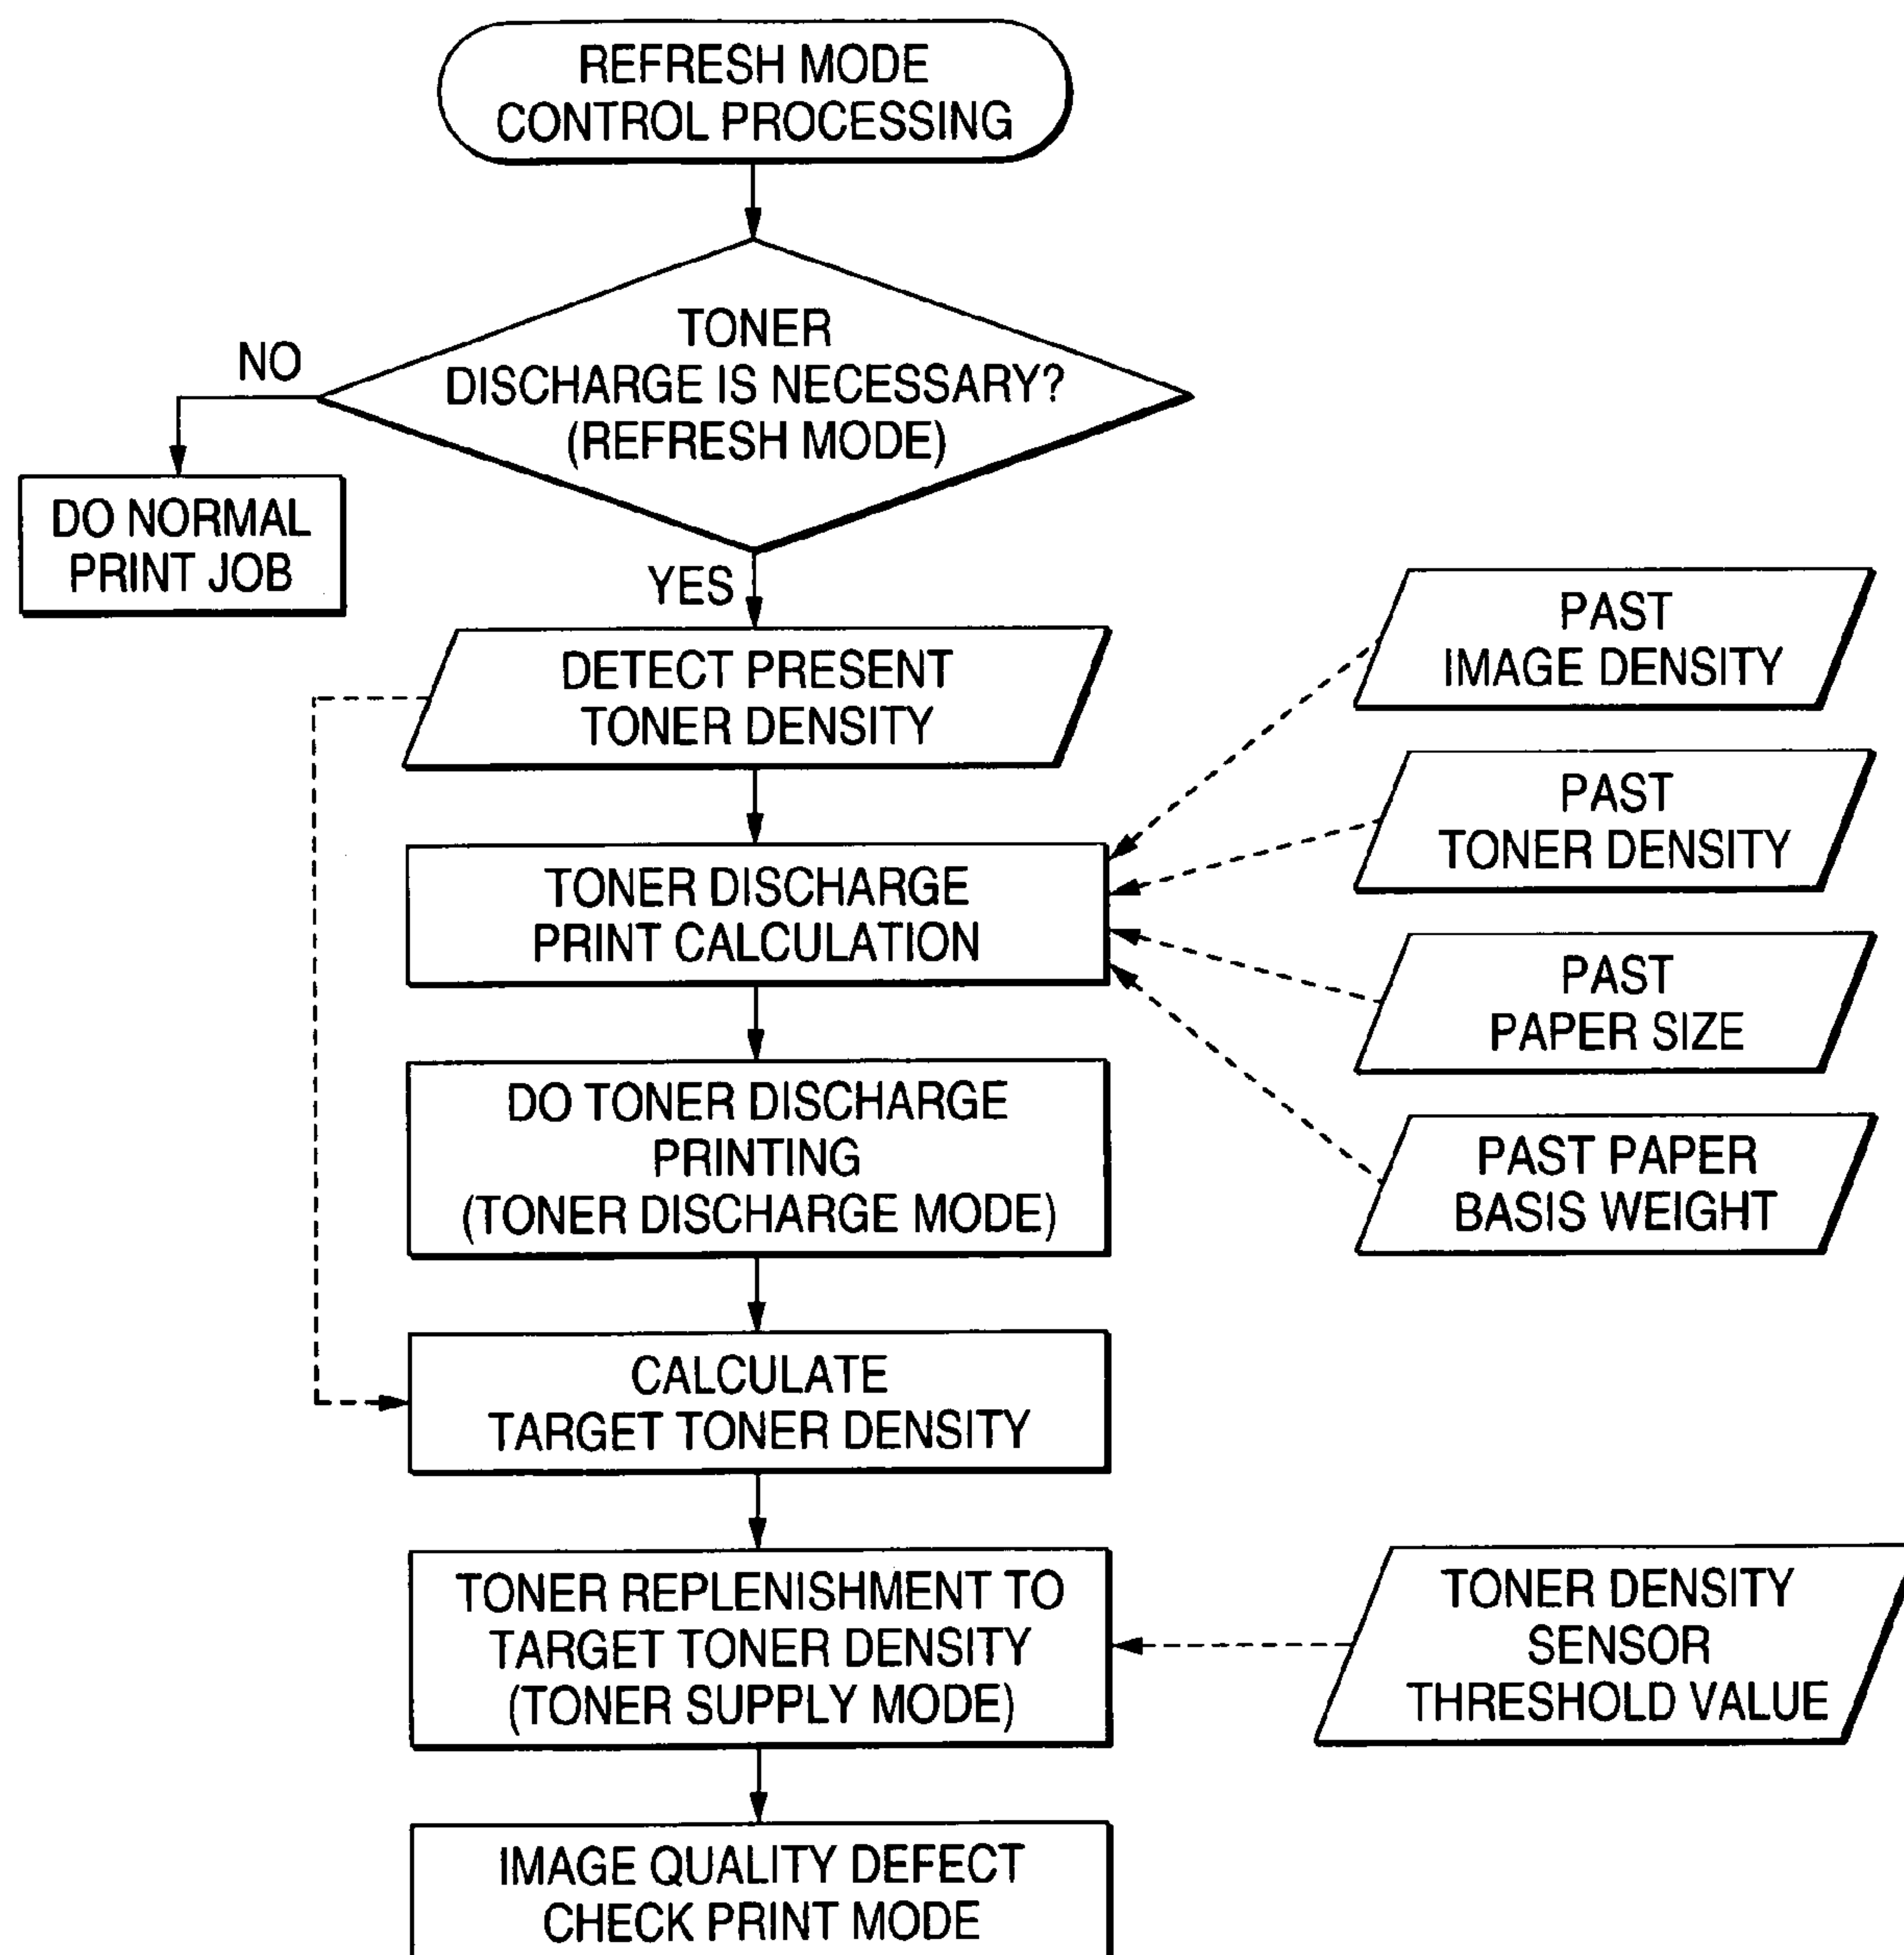 REFRESH MODE
CONTROL PROCESSING
TONER
DISCHARGE IS NECESSARY?
(REFRESH MODE)
NO
DO NORMAL
PRINT JOB
YES
DETECT PRESENT
TONER DENSITY
PAST
IMAGE DENSITY
PAST
TONER DENSITY
TONER DISCHARGE
PRINT CALCULATION
PAST
PAPER SIZE
DO TONER DISCHARGE
PRINTING
(TONER DISCHARGE MODE)
PAST PAPER
BASIS WEIGHT
CALCULATE
TARGET TONER DENSITY
TONER REPLENISHMENT TO
TARGET TONER DENSITY
(TONER SUPPLY MODE)
TONER DENSITY
SENSOR
THRESHOLD VALUE
IMAGE QUALITY DEFECT
CHECK PRINT MODE